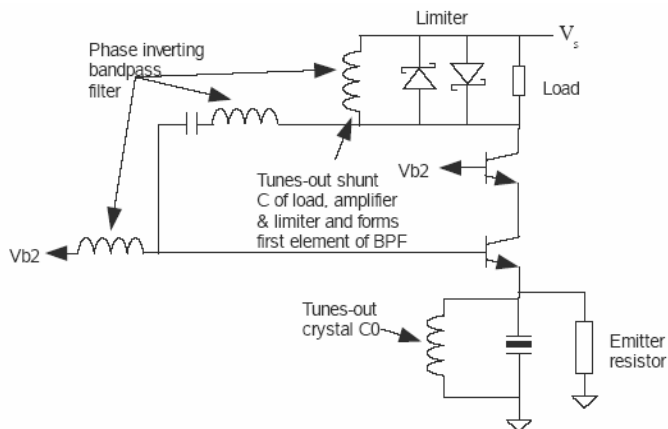 Limiter
V_s
Phase inverting
bandpass
filter
Load
Vb2
Tunes-out shunt
C of load, amplifier
& limiter and forms
first element of BPF
Vb2
Tunes-out
crystal C0
Emitter
resistor